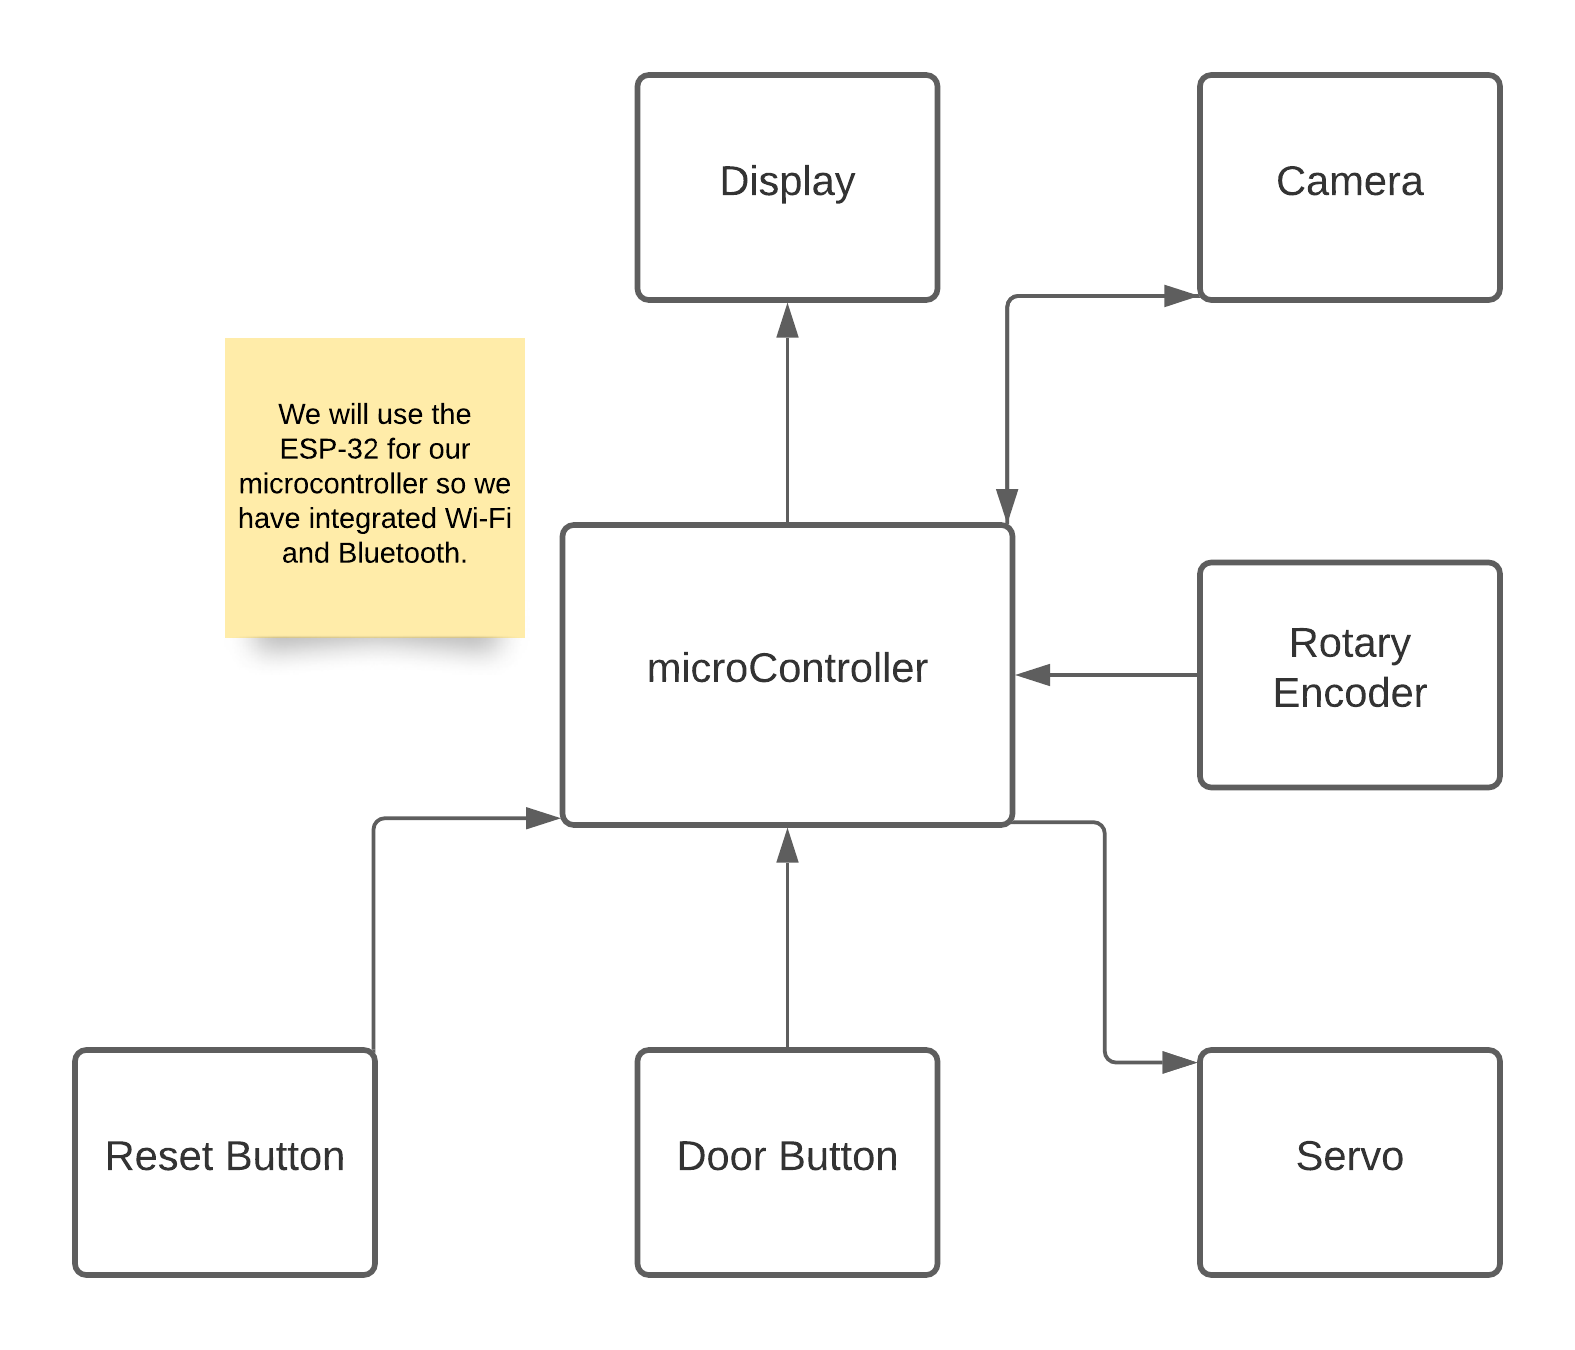 Display
Camera
We will use the
ESP-32 for our
microcontroller so we
have integrated Wi-Fi
and Bluetooth.
microController
Rotary
Encoder
Reset Button
Door Button
Servo